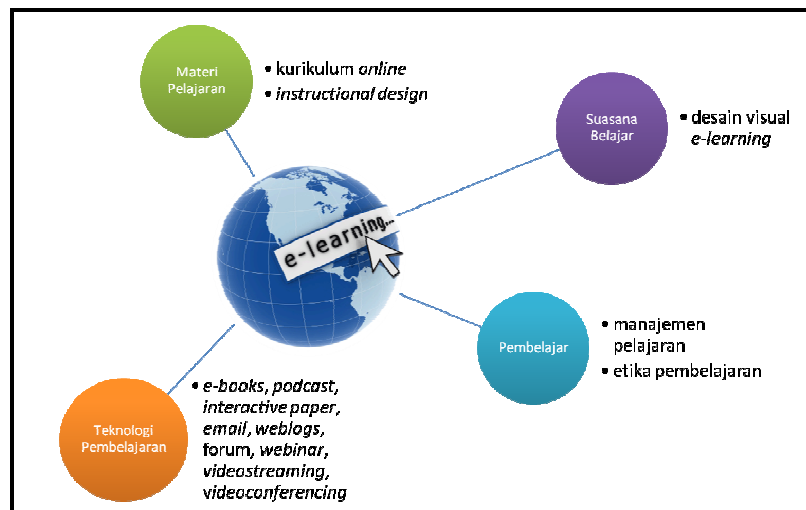 Materi
Pelajaran
• kurikulum online
• instructional design
Suasana
Belajar
• desain visual
e-learning
e-learning...
Pembelajar
• manajemen
pelajaran
• etika pembelajaran
Teknologi
Pembelajaran
• e-books, podcast,
interactive paper,
email, weblogs,
forum, webinar,
videostreaming,
videoconferencing